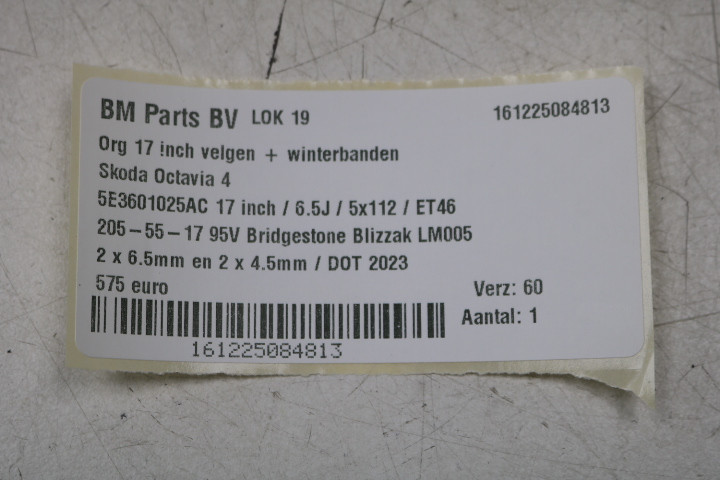 BM Parts BV LOK 19 161225084813
Org 17 inch velgen + winterbanden
Skoda Octavia 4
5E3601025AC 17 inch / 6.5J / 5x112 / ET46
205-55-17 95V Bridgestone Blizzak LM005
2 x 6.5mm en 2 x 4.5mm / DOT 2023
575 euro Verz: 60
Aantal: 1
161225084813